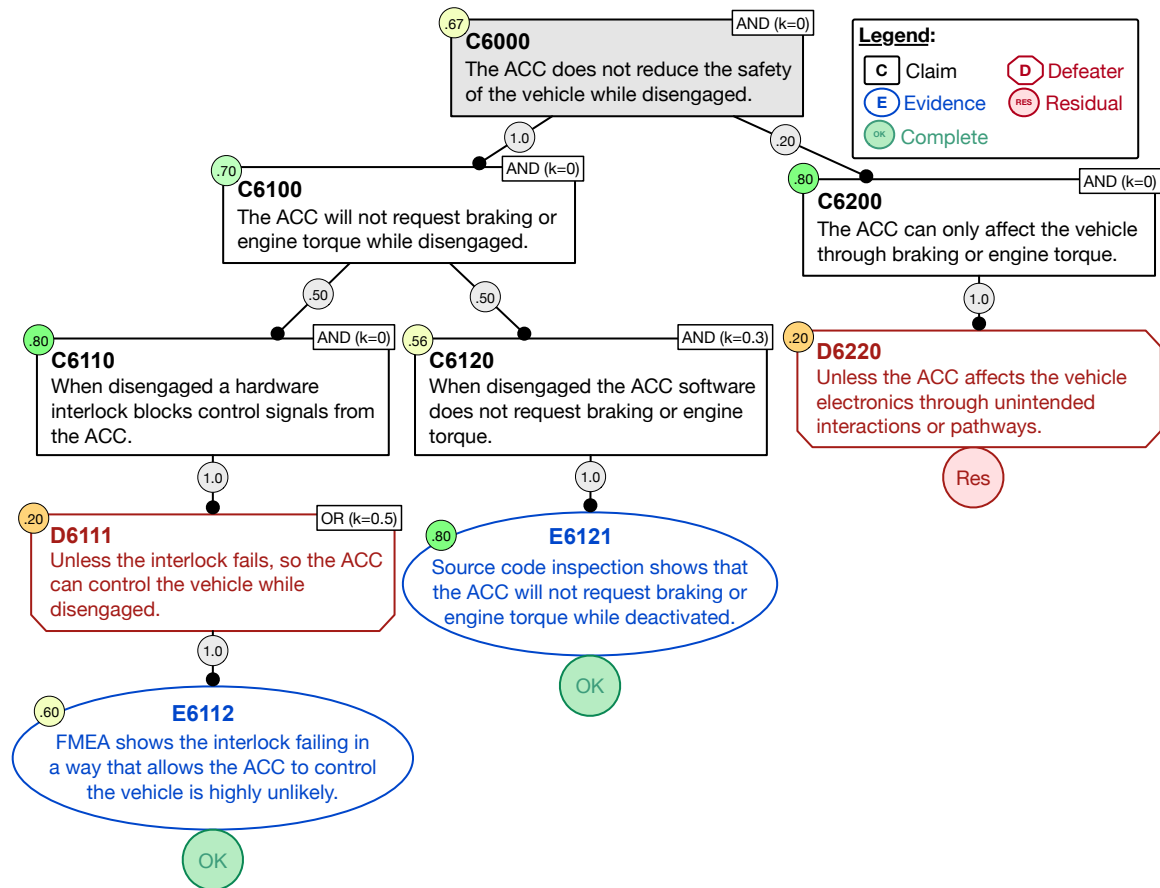 .67
AND (k=0)
C6000
The ACC does not reduce the safety
of the vehicle while disengaged.
Legend:
C Claim
D Defeater
E Evidence
RES Residual
OK Complete
1.0
.20
.70
AND (k=0)
C6100
The ACC will not request braking or
engine torque while disengaged.
.80
AND (k=0)
C6200
The ACC can only affect the vehicle
through braking or engine torque.
.50
.50
1.0
.80
AND (k=0)
C6110
When disengaged a hardware
interlock blocks control signals from
the ACC.
.56
AND (k=0.3)
C6120
When disengaged the ACC software
does not request braking or engine
torque.
.20
D6220
Unless the ACC affects the vehicle
electronics through unintended
interactions or pathways.
Res
1.0
1.0
.20
OR (k=0.5)
D6111
Unless the interlock fails, so the ACC
can control the vehicle while
disengaged.
.80
E6121
Source code inspection shows that
the ACC will not request braking or
engine torque while deactivated.
OK
1.0
.60
E6112
FMEA shows the interlock failing in
a way that allows the ACC to control
the vehicle is highly unlikely.
OK